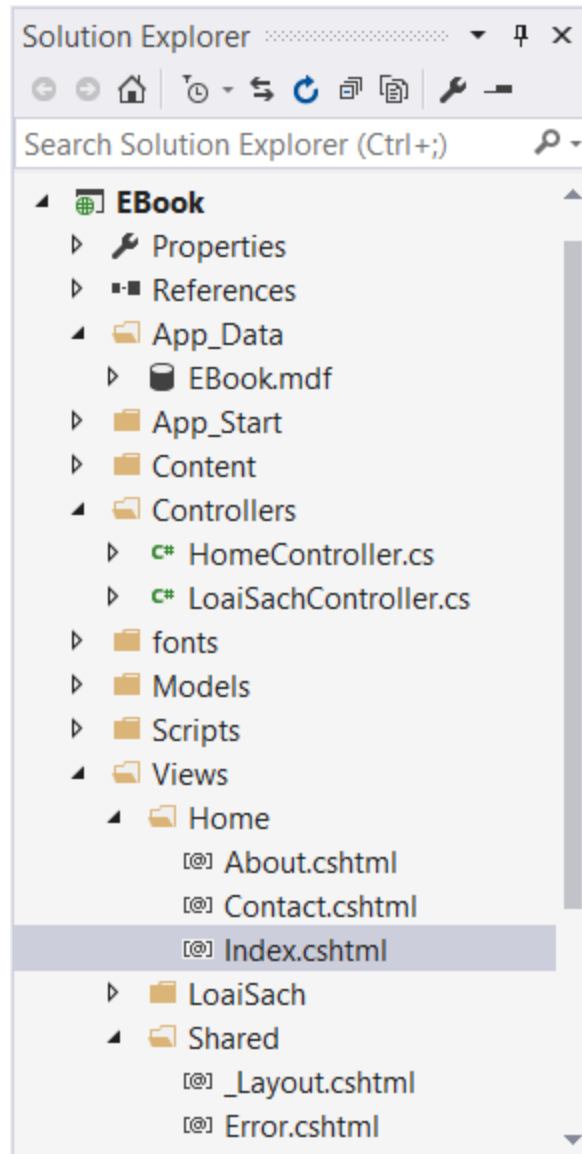 Solution Explorer
Search Solution Explorer (Ctrl+;)
EBook
Properties
References
App_Data
EBook.mdf
App_Start
Content
Controllers
C# HomeController.cs
C# LoaiSachController.cs
fonts
Models
Scripts
Views
Home
[@] About.cshtml
[@] Contact.cshtml
[@] Index.cshtml
LoaiSach
Shared
[@] _Layout.cshtml
[@] Error.cshtml